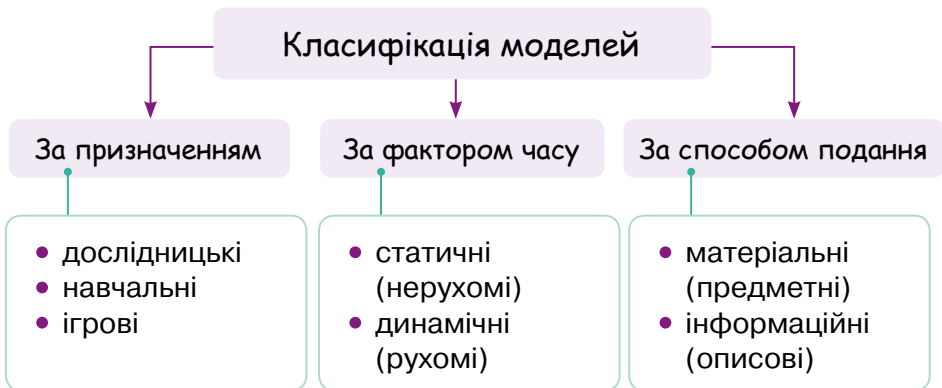 Класифікація моделей
За призначенням
За фактором часу
За способом подання
• дослідницькі
• навчальні
• ігрові
• статичні
(нерухомі)
• динамічні
(рухомі)
• матеріальні
(предметні)
• інформаційні
(описові)